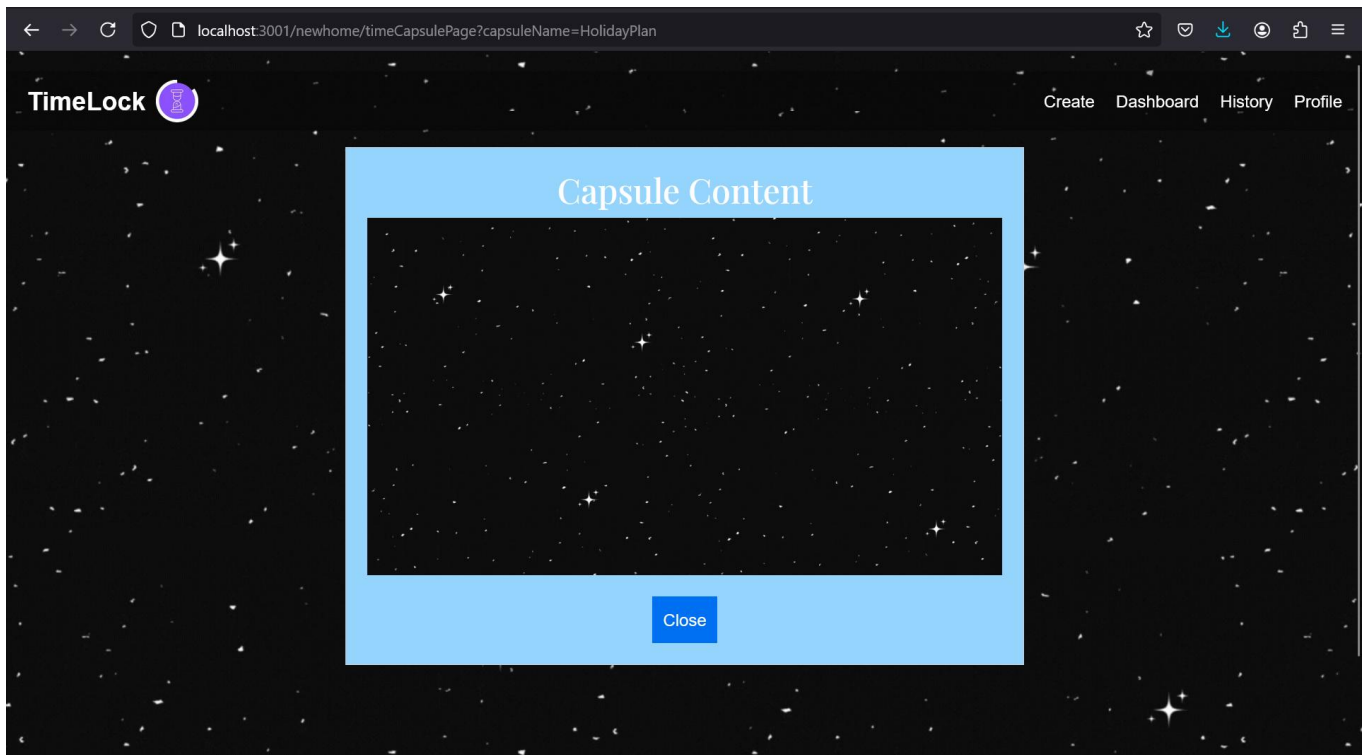 localhost:3001/newhome/timeCapsulePage?capsuleName=HolidayPlan
TimeLock
Create Dashboard History Profile
Capsule Content
Close